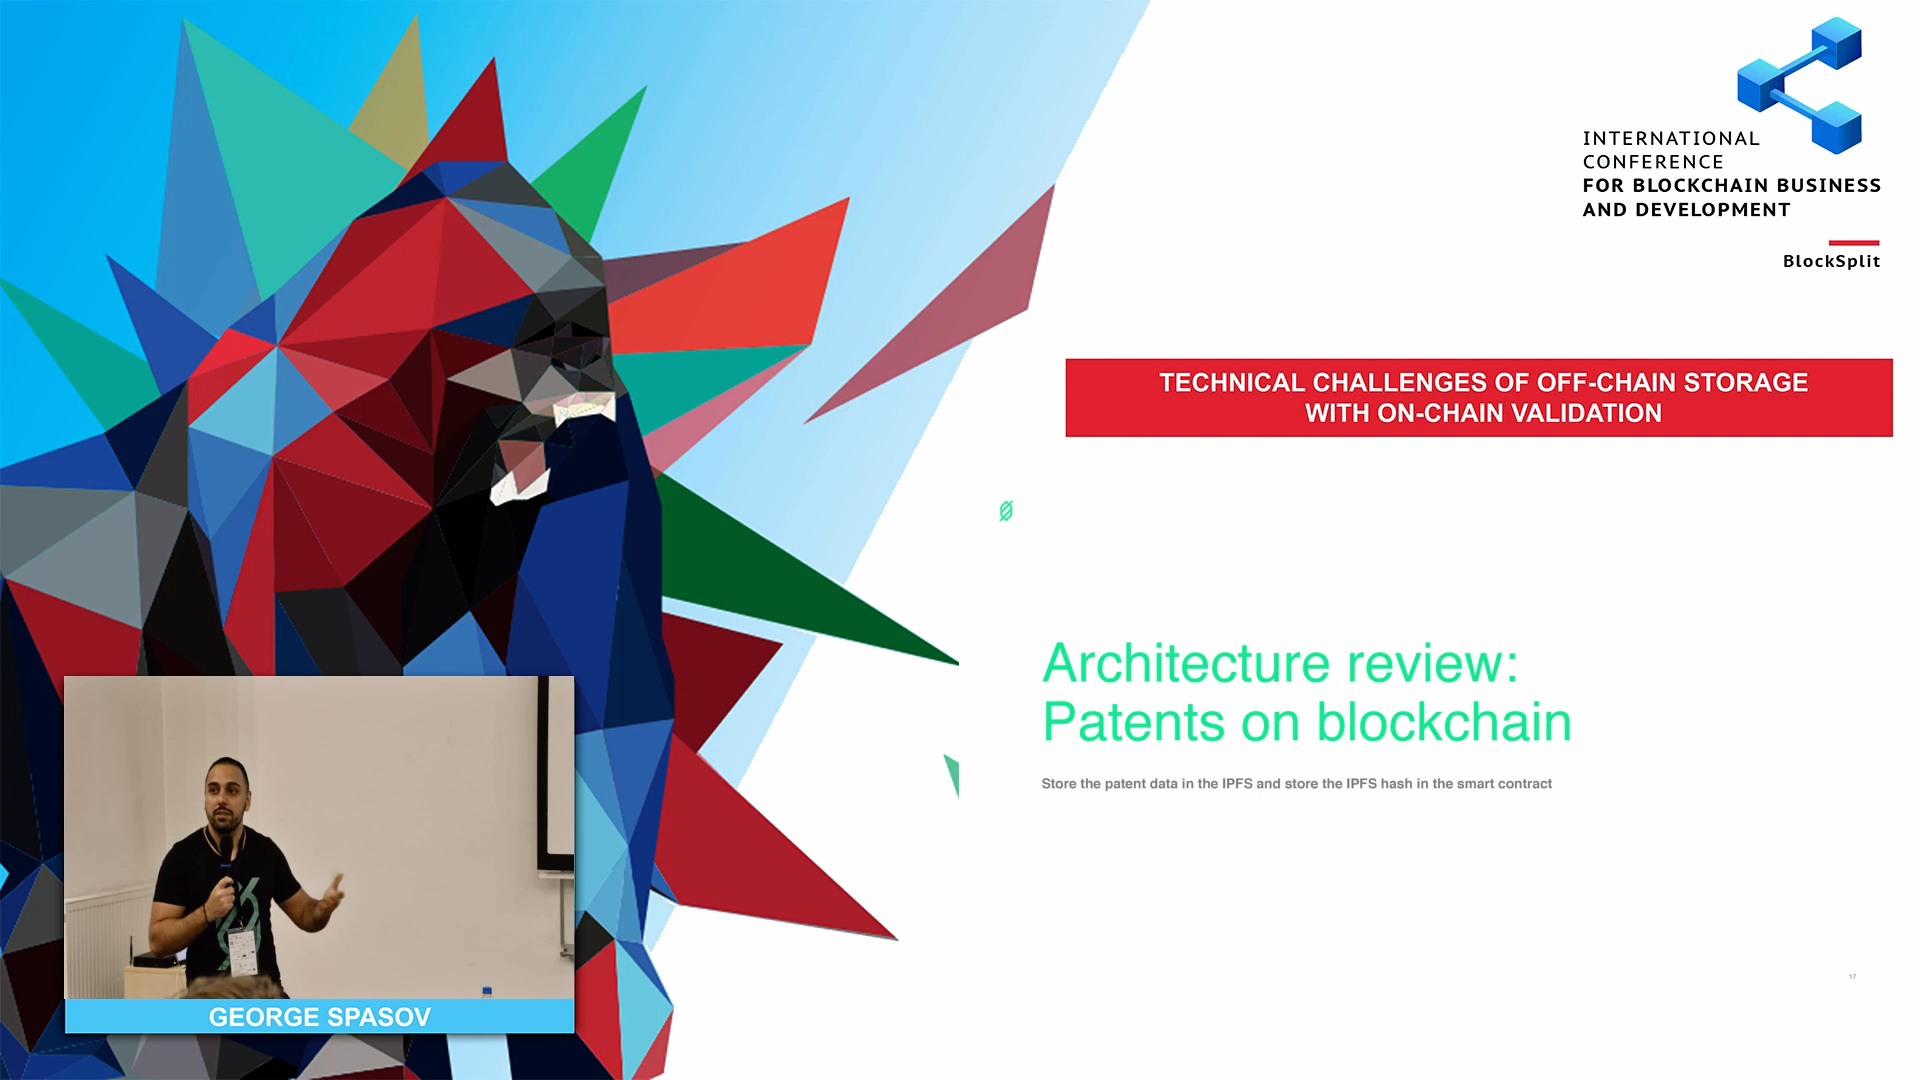 INTERNATIONAL
CONFERENCE
FOR BLOCKCHAIN BUSINESS
AND DEVELOPMENT
BlockSplit
TECHNICAL CHALLENGES OF OFF-CHAIN STORAGE
WITH ON-CHAIN VALIDATION
Architecture review:
Patents on blockchain
Store the patent data in the IPFS and store the IPFS hash in the smart contract
17
GEORGE SPASOV